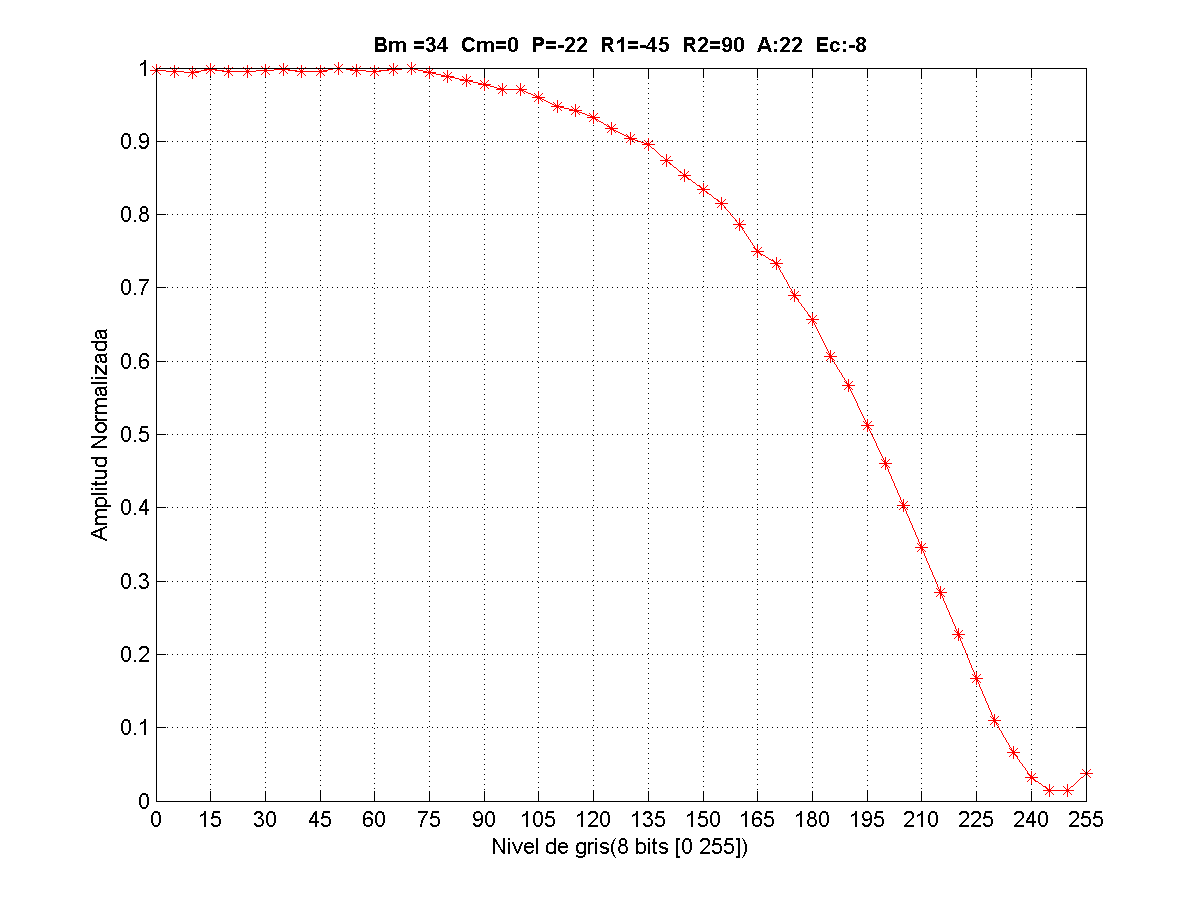 Bm =34  Cm=0  P=-22  R1=-45  R2=90  A:22  Ec:-8
1
0.9
0.8
0.7
0.6
0.5
0.4
0.3
0.2
0.1
0
Amplitud Normalizada
0 15 30 45 60 75 90 105 120 135 150 165 180 195 210 225 240 255
Nivel de gris(8 bits [0 255])